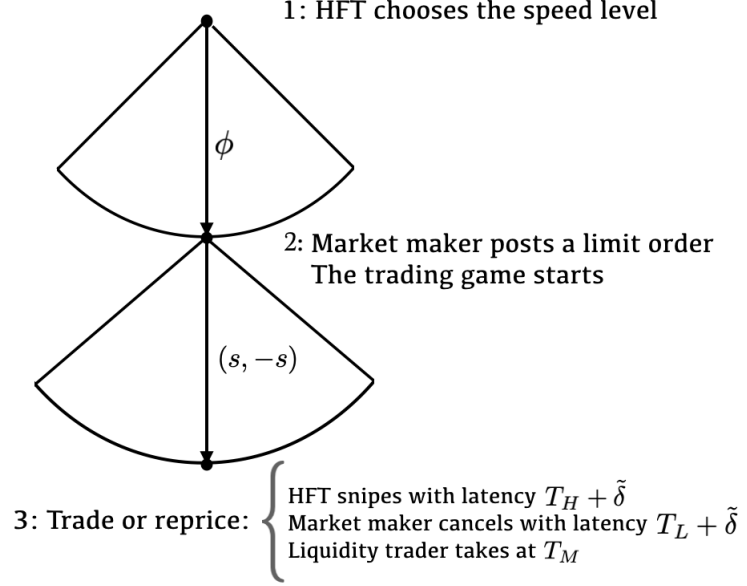 1: HFT chooses the speed level
ϕ
2: Market maker posts a limit order
The trading game starts
(s, −s)
3: Trade or reprice:
HFT snipes with latency T_H + δ̃
Market maker cancels with latency T_L + δ̃
Liquidity trader takes at T_M